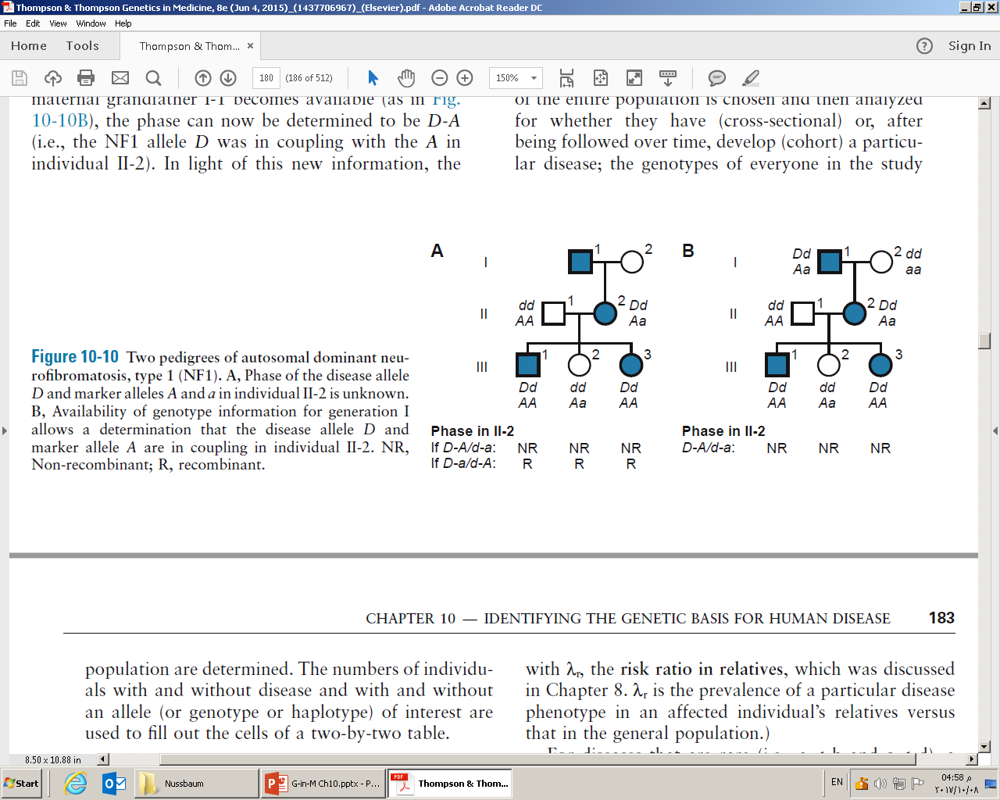 Thompson & Thompson Genetics in Medicine, 8e (Jun 4, 2015)_(1437706967)_(Elsevier).pdf - Adobe Acrobat Reader DC
File Edit View Window Help
Home Tools Thompson & Thom... × Sign In
180 (186 of 512) 150%
maternal grandfather I-1 becomes available (as in Fig.
10-10B), the phase can now be determined to be D-A
(i.e., the NF1 allele D was in coupling with the A in
individual II-2). In light of this new information, the
of the entire population is chosen and then analyzed
for whether they have (cross-sectional) or, after
being followed over time, develop (cohort) a particu-
lar disease; the genotypes of everyone in the study
Figure 10-10 Two pedigrees of autosomal dominant neu-
rofibromatosis, type 1 (NF1). A, Phase of the disease allele
D and marker alleles A and a in individual II-2 is unknown.
B, Availability of genotype information for generation I
allows a determination that the disease allele D and
marker allele A are in coupling in individual II-2. NR,
Non-recombinant; R, recombinant.
A
I 1 2
II dd AA 1 2 Dd Aa
III 1 2 3
Dd dd Dd
AA Aa AA
Phase in II-2
If D-A/d-a: NR NR NR
If D-a/d-A: R R R
B
I Dd Aa 1 2 dd aa
II dd AA 1 2 Dd Aa
III 1 2 3
Dd dd Dd
AA Aa AA
Phase in II-2
D-A/d-a: NR NR NR
CHAPTER 10 — IDENTIFYING THE GENETIC BASIS FOR HUMAN DISEASE 183
population are determined. The numbers of individu-
als with and without disease and with and without
an allele (or genotype or haplotype) of interest are
used to fill out the cells of a two-by-two table.
with λr, the risk ratio in relatives, which was discussed
in Chapter 8. λr is the prevalence of a particular disease
phenotype in an affected individual's relatives versus
that in the general population.)
8.50 x 10.88 in
Start Nussbaum G-in-M Ch10.pptx - P... Thompson & Thom... EN 04:58 م
٢٠١٧/١٠/٠٨